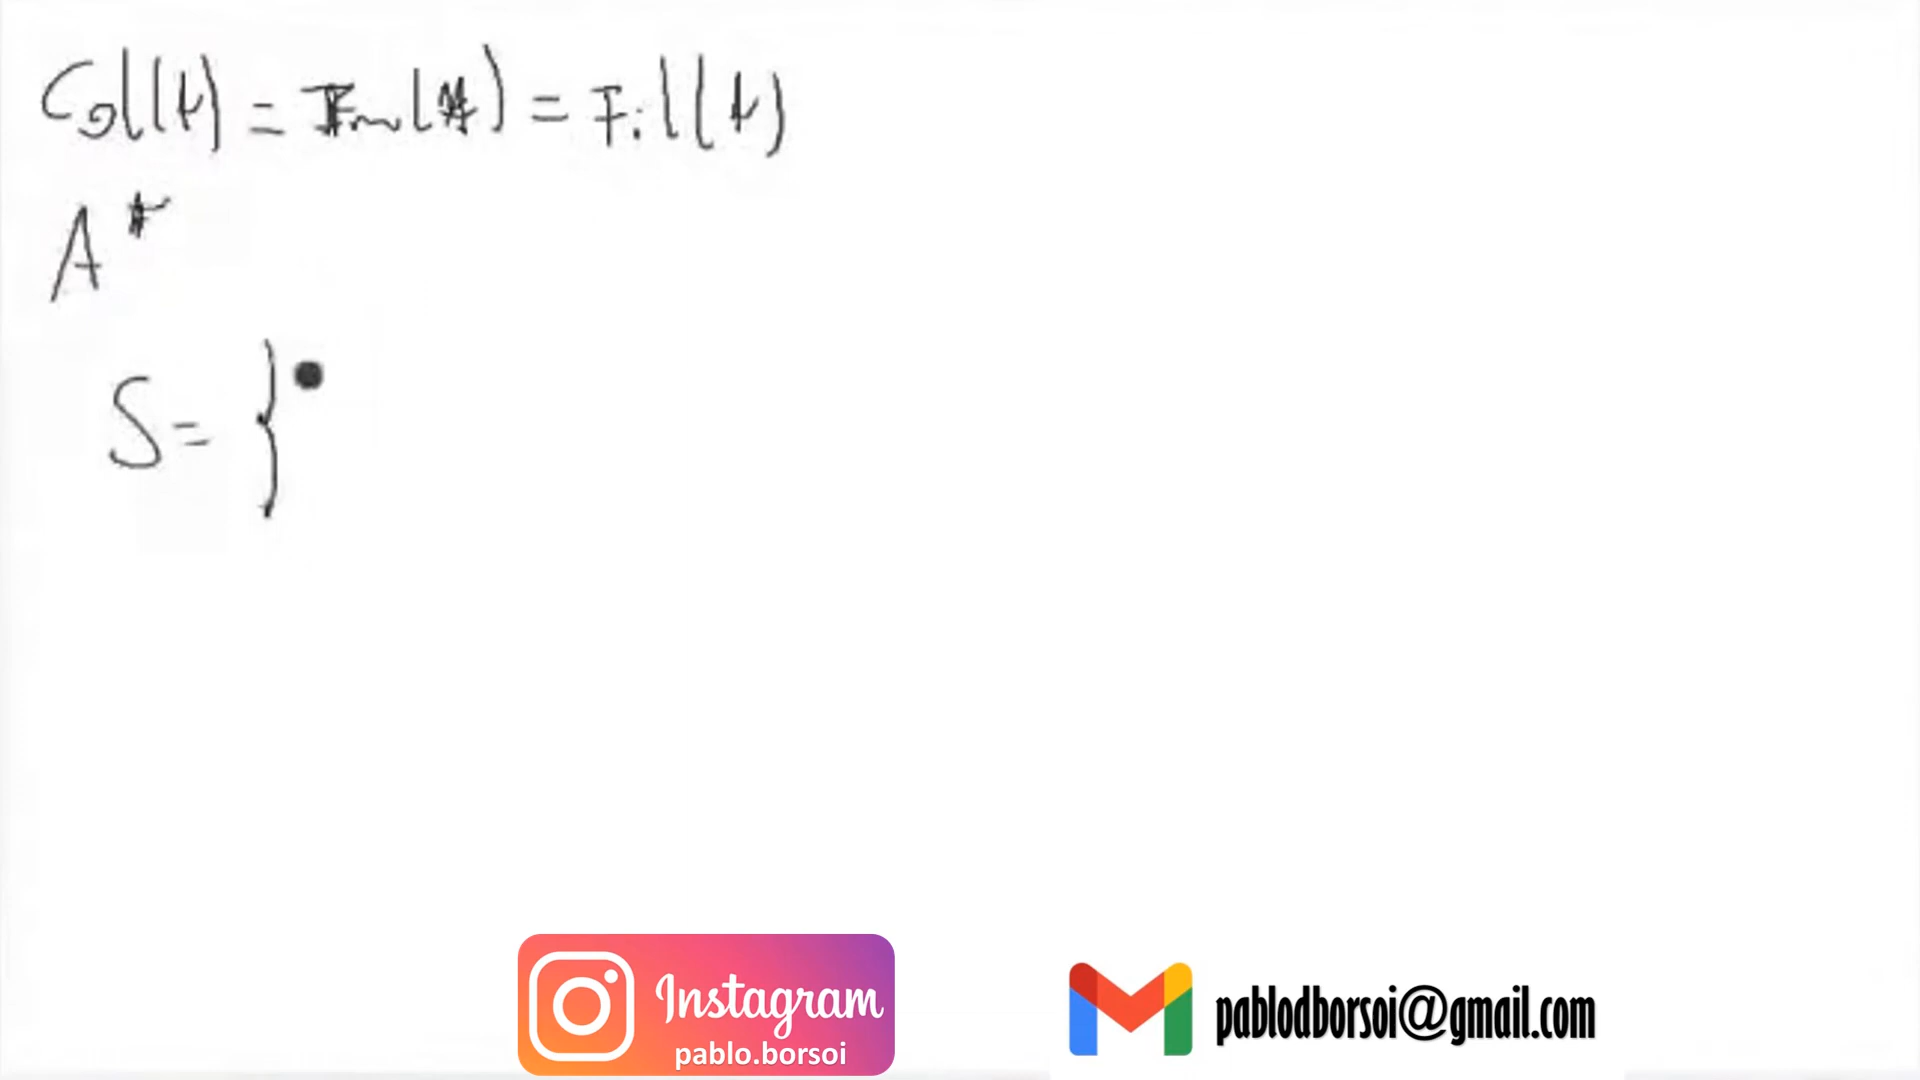 Col(A) = Im(A) = Fil(A)
A*
S = {
Instagram
pablo.borsoi
pablodborsoi@gmail.com